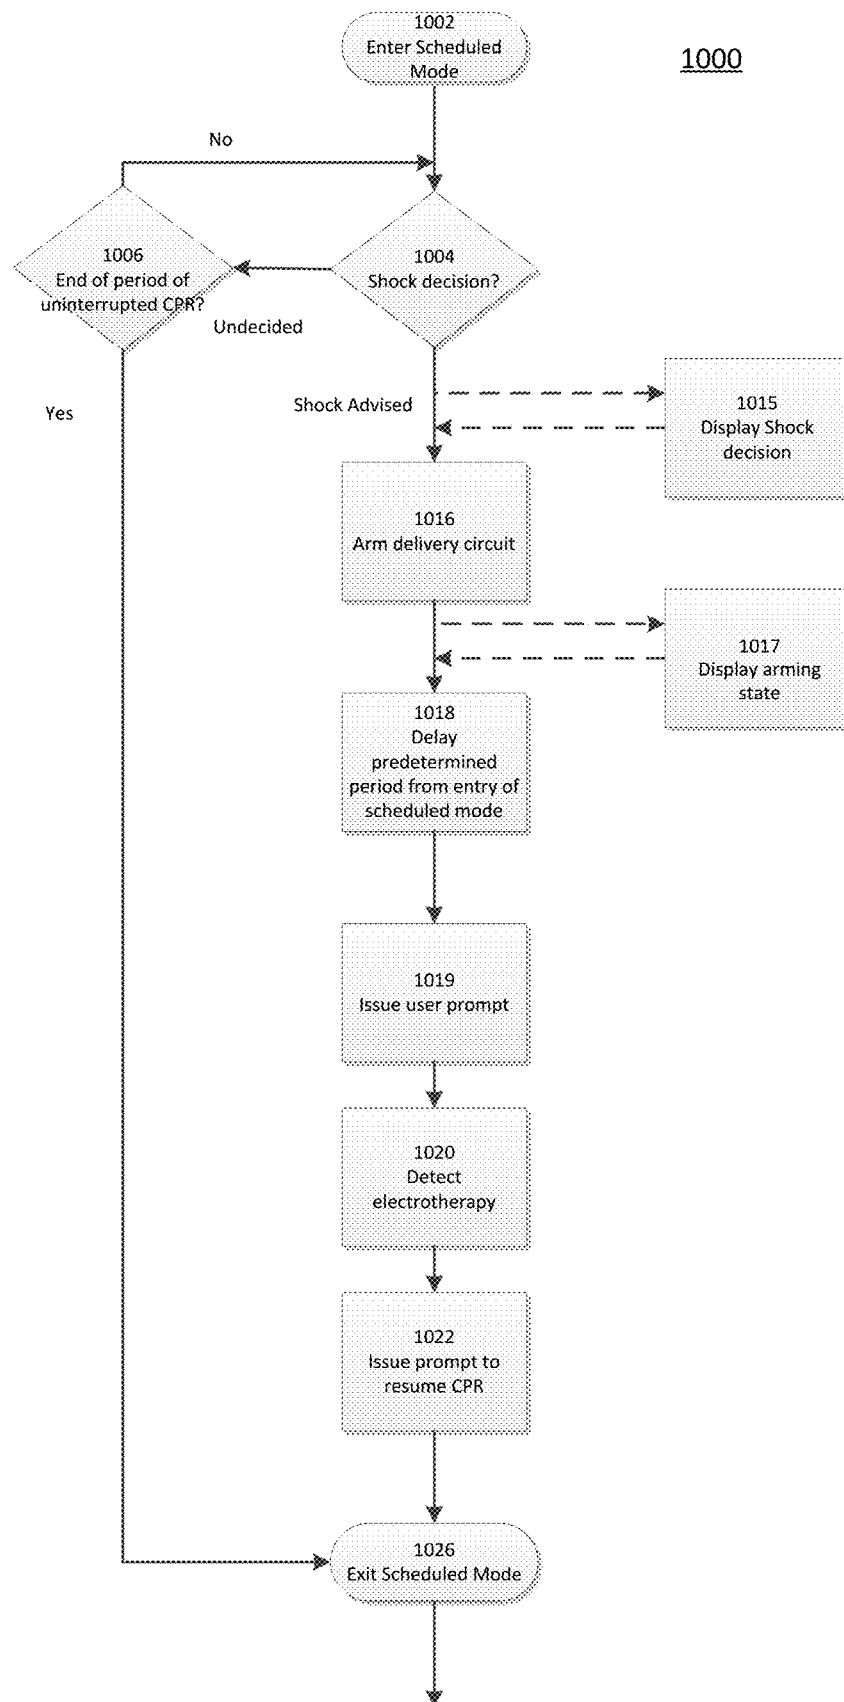 1002
Enter Scheduled
Mode
1000
No
1006
End of period of
uninterrupted CPR?
1004
Shock decision?
Undecided
Yes
Shock Advised
1015
Display Shock
decision
1016
Arm delivery circuit
1017
Display arming
state
1018
Delay
predetermined
period from entry of
scheduled mode
1019
Issue user prompt
1020
Detect
electrotherapy
1022
Issue prompt to
resume CPR
1026
Exit Scheduled Mode